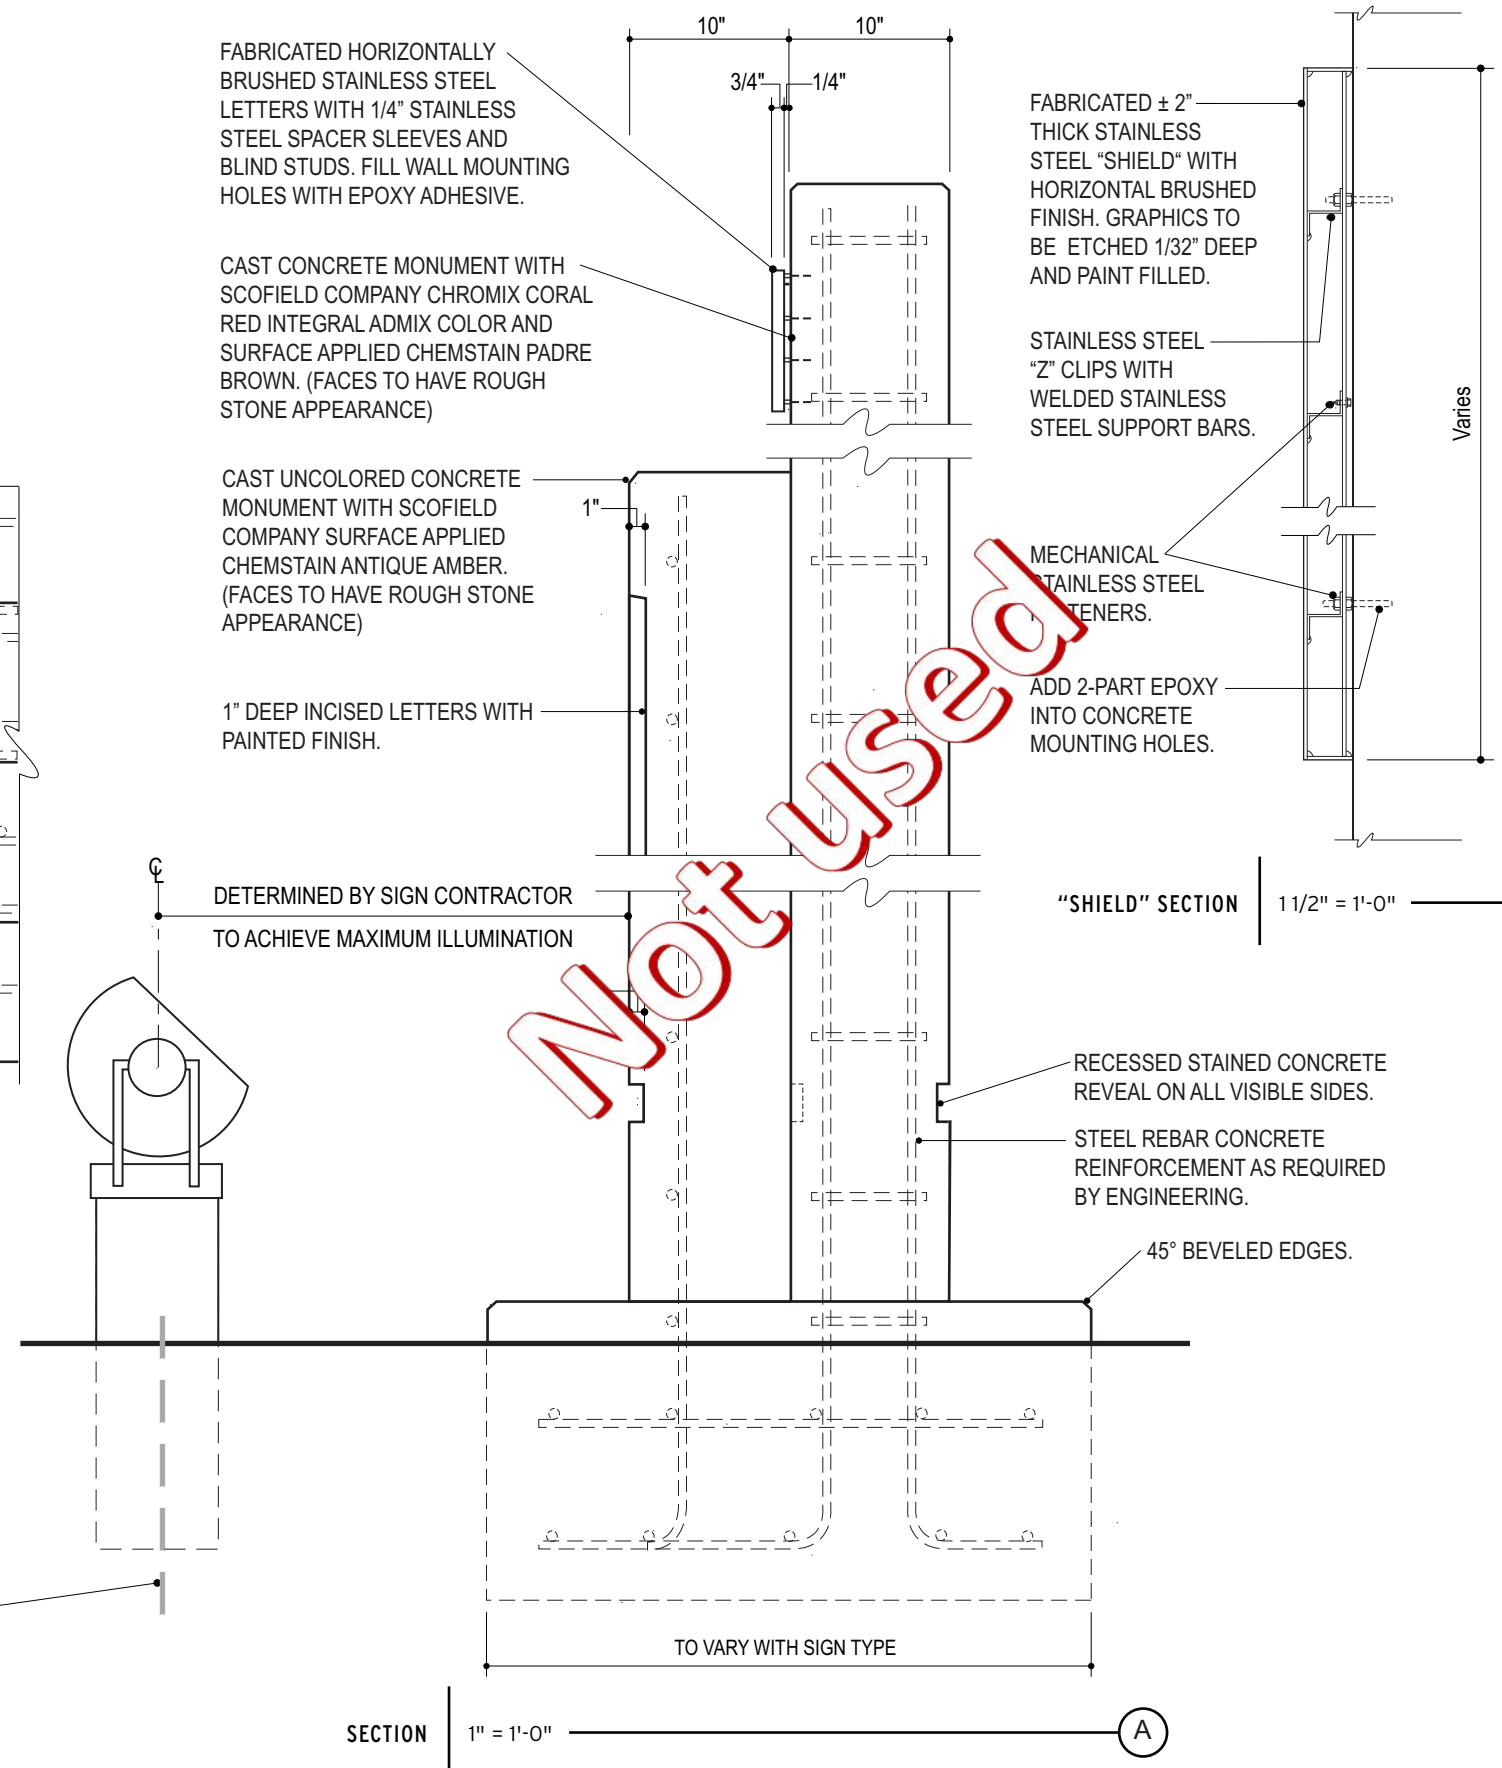 10" 10"
3/4" 1/4"
FABRICATED HORIZONTALLY
BRUSHED STAINLESS STEEL
LETTERS WITH 1/4” STAINLESS
STEEL SPACER SLEEVES AND
BLIND STUDS. FILL WALL MOUNTING
HOLES WITH EPOXY ADHESIVE.
CAST CONCRETE MONUMENT WITH
SCOFIELD COMPANY CHROMIX CORAL
RED INTEGRAL ADMIX COLOR AND
SURFACE APPLIED CHEMSTAIN PADRE
BROWN. (FACES TO HAVE ROUGH
STONE APPEARANCE)
CAST UNCOLORED CONCRETE
MONUMENT WITH SCOFIELD
COMPANY SURFACE APPLIED
CHEMSTAIN ANTIQUE AMBER.
(FACES TO HAVE ROUGH STONE
APPEARANCE)
1"
1” DEEP INCISED LETTERS WITH
PAINTED FINISH.
FABRICATED ± 2”
THICK STAINLESS
STEEL “SHIELD“ WITH
HORIZONTAL BRUSHED
FINISH. GRAPHICS TO
BE ETCHED 1/32” DEEP
AND PAINT FILLED.
STAINLESS STEEL
“Z” CLIPS WITH
WELDED STAINLESS
STEEL SUPPORT BARS.
Varies
MECHANICAL
STAINLESS STEEL
TENERS.
ADD 2-PART EPOXY
INTO CONCRETE
MOUNTING HOLES.
Not used
"SHIELD" SECTION 1 1/2" = 1'-0"
CL
DETERMINED BY SIGN CONTRACTOR
TO ACHIEVE MAXIMUM ILLUMINATION
RECESSED STAINED CONCRETE
REVEAL ON ALL VISIBLE SIDES.
STEEL REBAR CONCRETE
REINFORCEMENT AS REQUIRED
BY ENGINEERING.
45° BEVELED EDGES.
TO VARY WITH SIGN TYPE
SECTION 1" = 1'-0" A